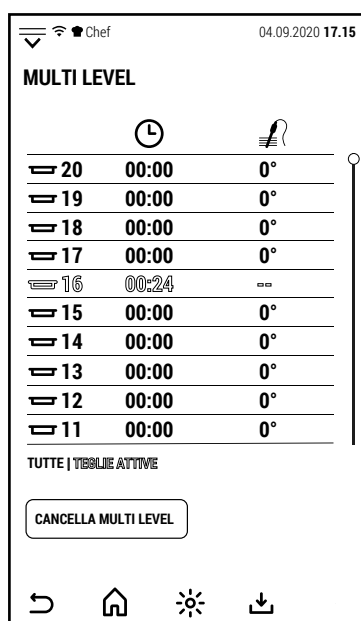 Chef 04.09.2020 17.15
MULTI LEVEL
20 00:00 0°
19 00:00 0°
18 00:00 0°
17 00:00 0°
16 00:24 --
15 00:00 0°
14 00:00 0°
13 00:00 0°
12 00:00 0°
11 00:00 0°
TUTTE | TEGLIE ATTIVE
CANCELLA MULTI LEVEL